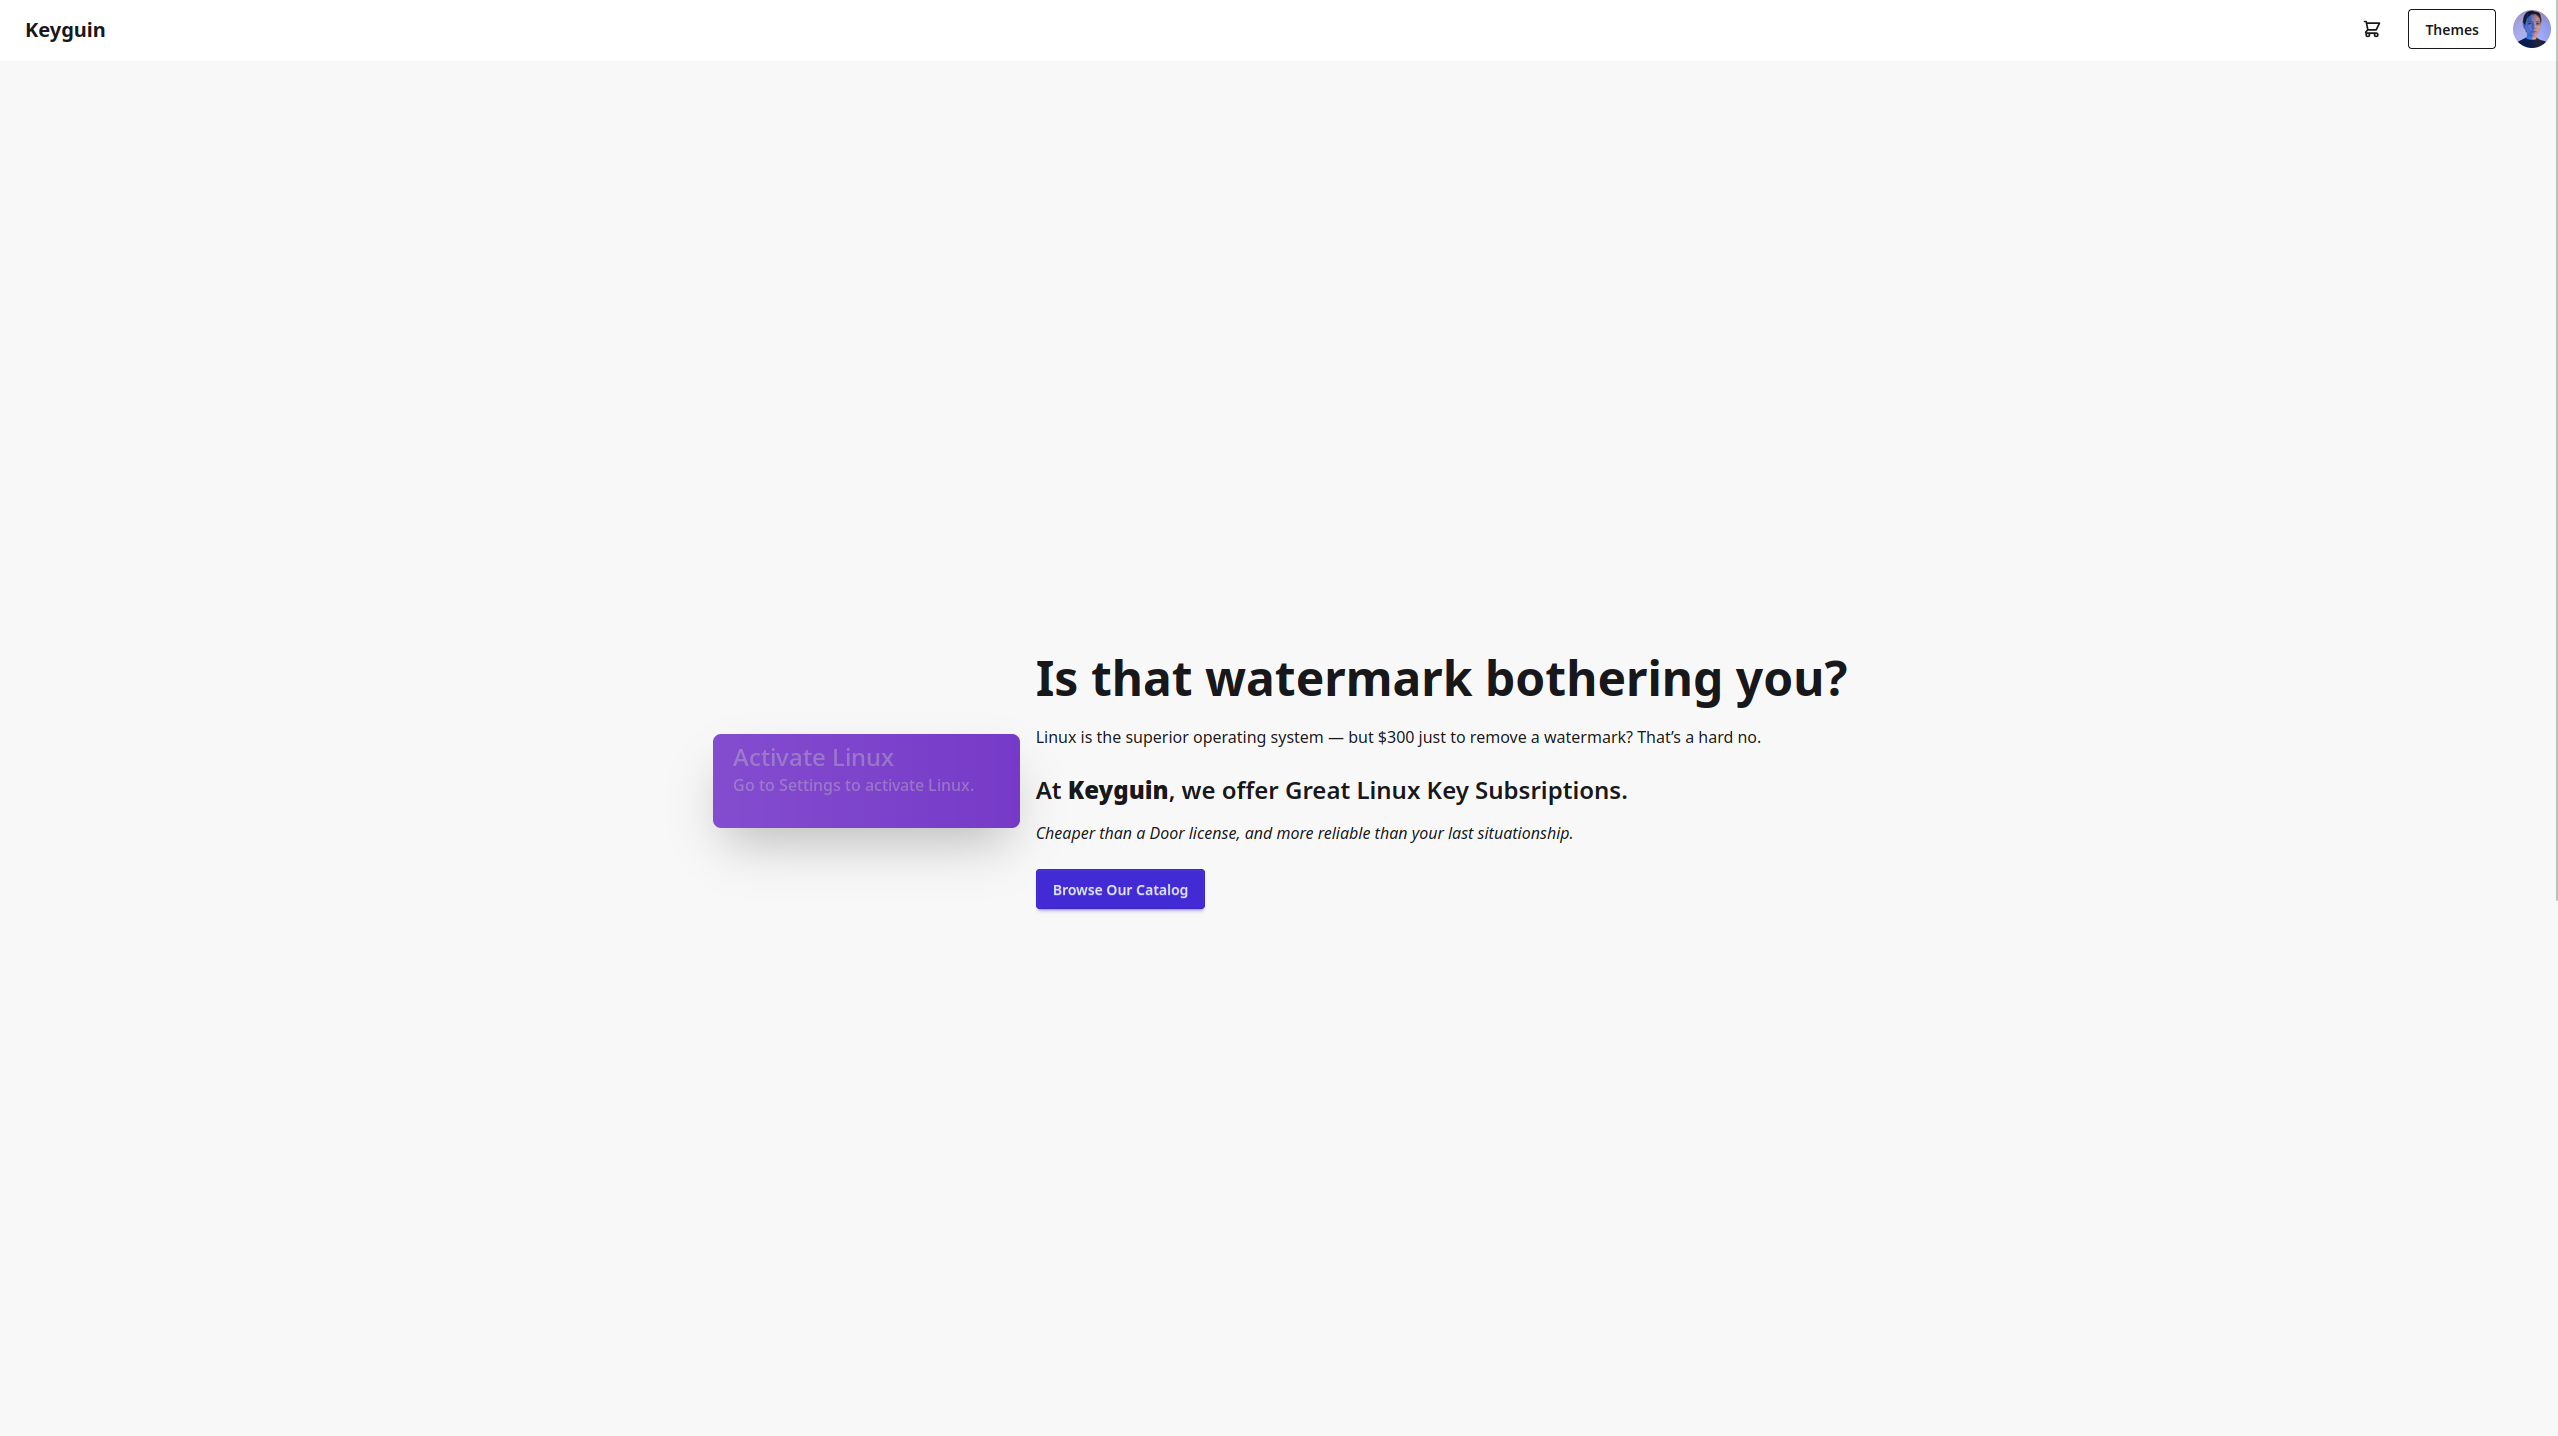 Keyguin
Themes
Activate Linux
Go to Settings to activate Linux.
Is that watermark bothering you?
Linux is the superior operating system — but $300 just to remove a watermark? That’s a hard no.
At Keyguin, we offer Great Linux Key Subsriptions.
Cheaper than a Door license, and more reliable than your last situationship.
Browse Our Catalog